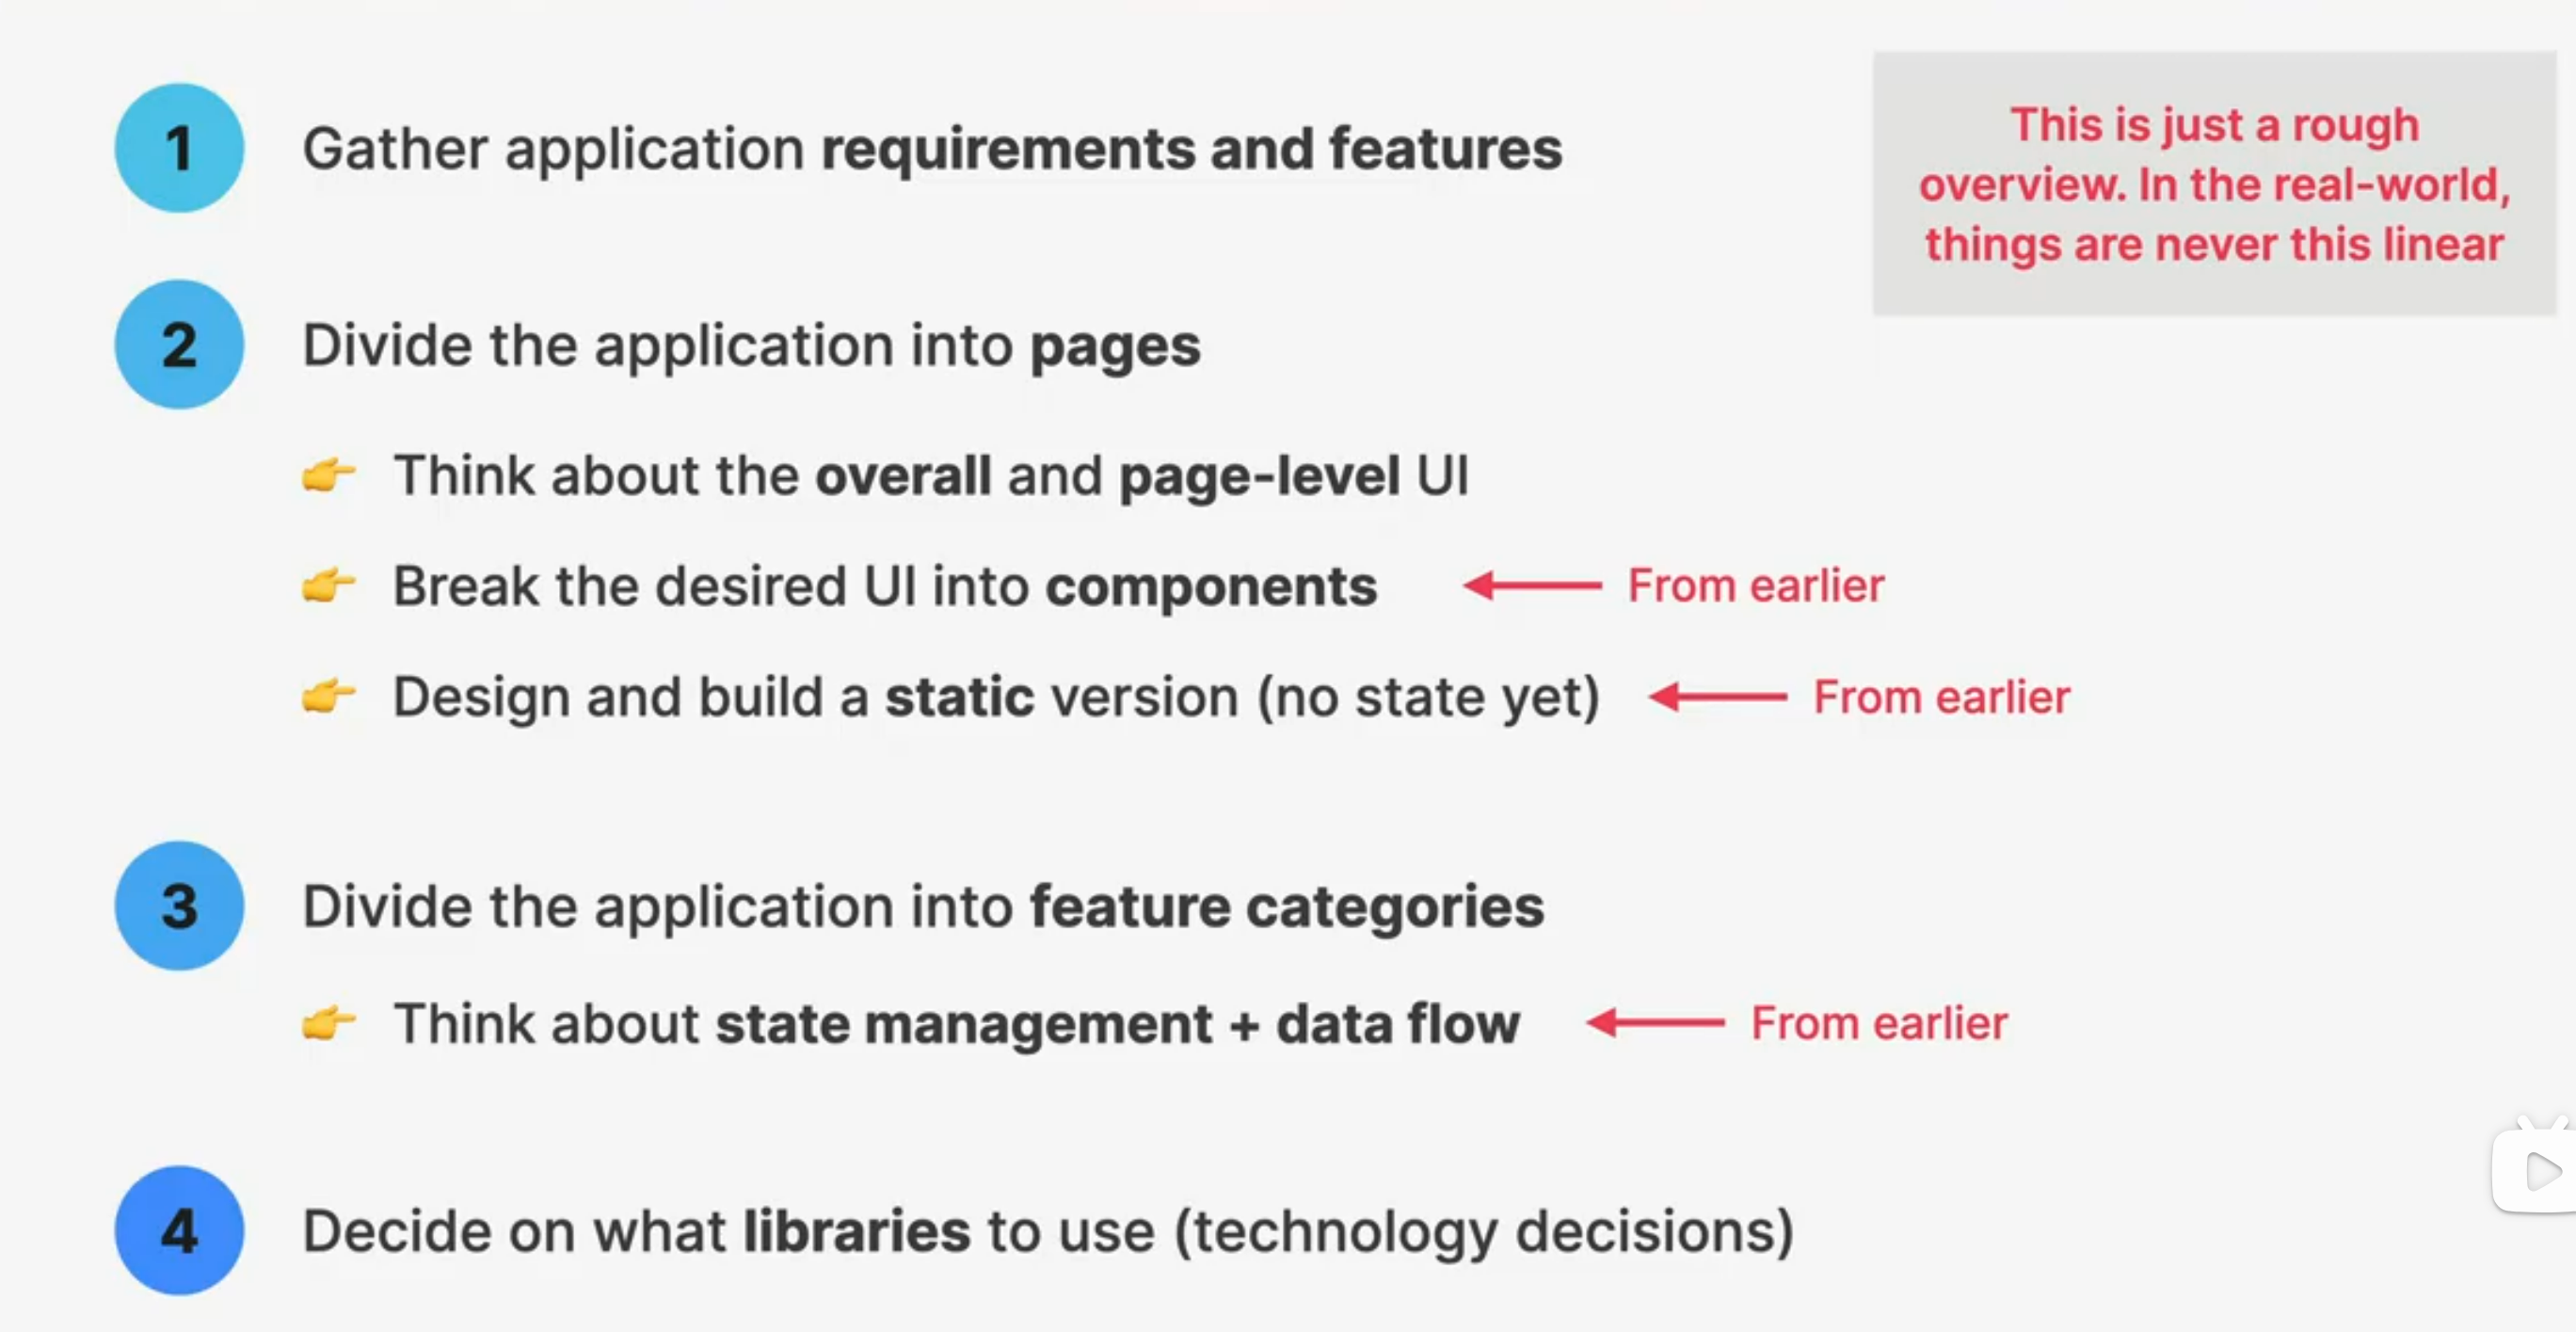 1 Gather application requirements and features
This is just a rough
overview. In the real-world,
things are never this linear
2 Divide the application into pages
👉 Think about the overall and page-level UI
👉 Break the desired UI into components From earlier
👉 Design and build a static version (no state yet) From earlier
3 Divide the application into feature categories
👉 Think about state management + data flow From earlier
4 Decide on what libraries to use (technology decisions)